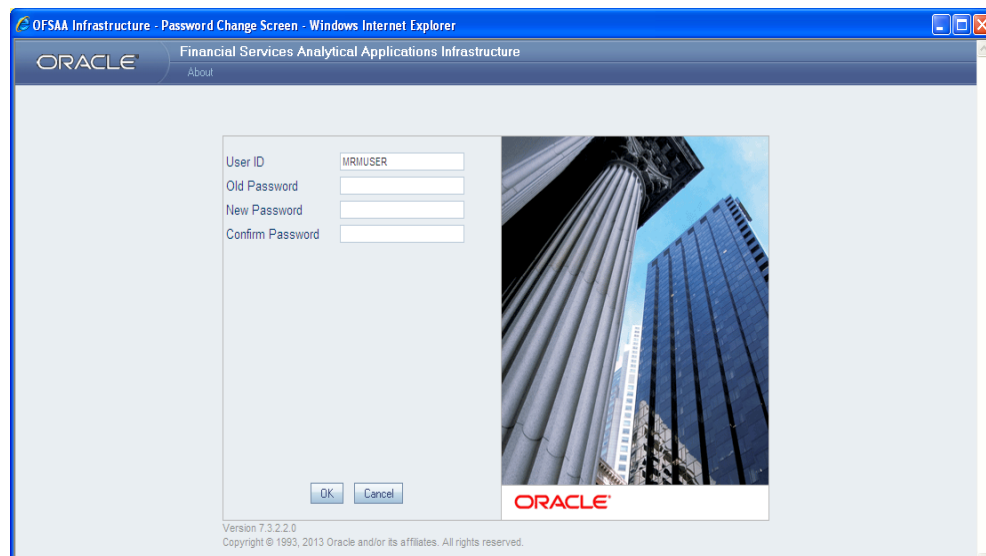 OFSAA Infrastructure - Password Change Screen - Windows Internet Explorer
ORACLE
Financial Services Analytical Applications Infrastructure
About
User ID MRMUSER
Old Password
New Password
Confirm Password
OK Cancel
ORACLE
Version 7.3.2.2.0
Copyright © 1993, 2013 Oracle and/or its affiliates. All rights reserved.